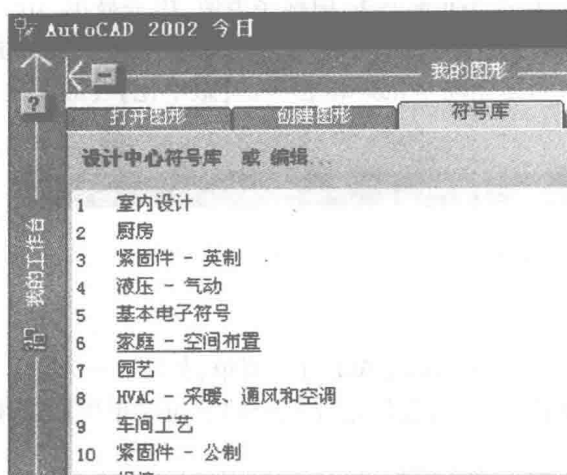 AutoCAD 2002 今日
我的图形
打开图形 创建图形 符号库
设计中心符号库 或 编辑...
1 室内设计
2 厨房
3 紧固件 - 英制
4 液压 - 气动
5 基本电子符号
6 家庭 - 空间布置
7 园艺
8 HVAC - 采暖、通风和空调
9 车间工艺
10 紧固件 - 公制
我的工作台